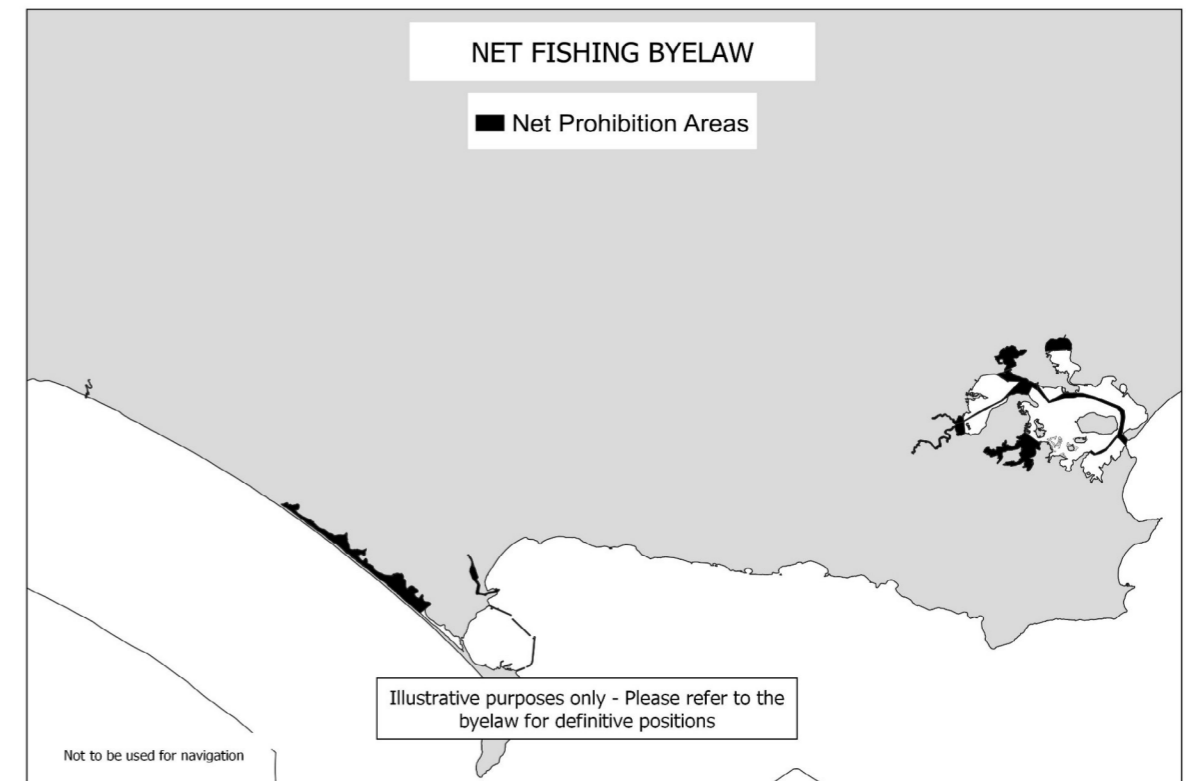 NET FISHING BYELAW
Net Prohibition Areas
Illustrative purposes only - Please refer to the
byelaw for definitive positions
Not to be used for navigation